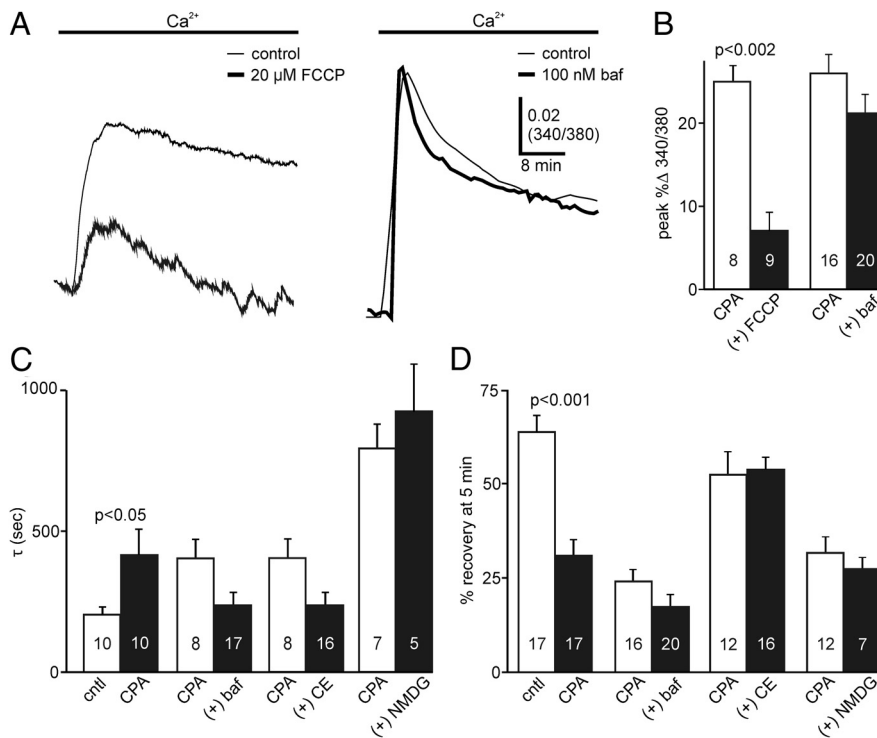 A
Ca²⁺
control
20 µM FCCP
Ca²⁺
control
100 nM baf
0.02
(340/380)
8 min
B
p<0.002
peak %Δ 340/380
20
10
0
8
9
16
20
CPA
(+) FCCP
CPA
(+) baf
C
τ (sec)
1000
500
0
p<0.05
10
10
8
17
8
16
7
5
cntl
CPA
CPA
(+) baf
CPA
(+) CE
CPA
(+) NMDG
D
% recovery at 5 min
75
50
25
0
p<0.001
17
17
16
20
12
16
12
7
cntl
CPA
CPA
(+) baf
CPA
(+) CE
CPA
(+) NMDG